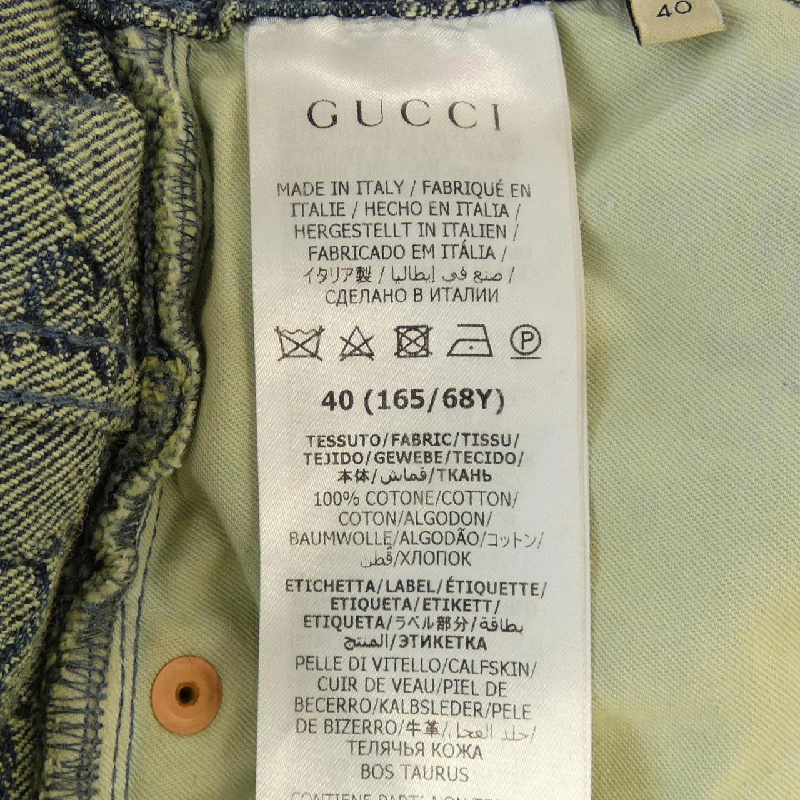 40
GUCCI
MADE IN ITALY / FABRIQUÉ EN
ITALIE / HECHO EN ITALIA /
HERGESTELLT IN ITALIEN /
FABRICADO EM ITÁLIA /
イタリア製 / صنع في إيطاليا /
СДЕЛАНО В ИТАЛИИ
P
40 (165/68Y)
TESSUTO/FABRIC/TISSU/
TEJIDO/GEWEBE/TECIDO/
本体/قماش/ТКАНЬ
100% COTONE/COTTON/
COTON/ALGODON/
BAUMWOLLE/ALGODÃO/コットン/
قطن/ХЛОПОК
ETICHETTA/LABEL/ÉTIQUETTE/
ETIQUETA/ETIKETT/
ETIQUETA/ラベル部分/بطاقة
المنتج/ЭТИКЕТКА
PELLE DI VITELLO/CALFSKIN/
CUIR DE VEAU/PIEL DE
BECERRO/KALBSLEDER/PELE
DE BIZERRO/牛革/جلد العجل/
ТЕЛЯЧЬЯ КОЖА
BOS TAURUS
CONTIENE PARTI NON